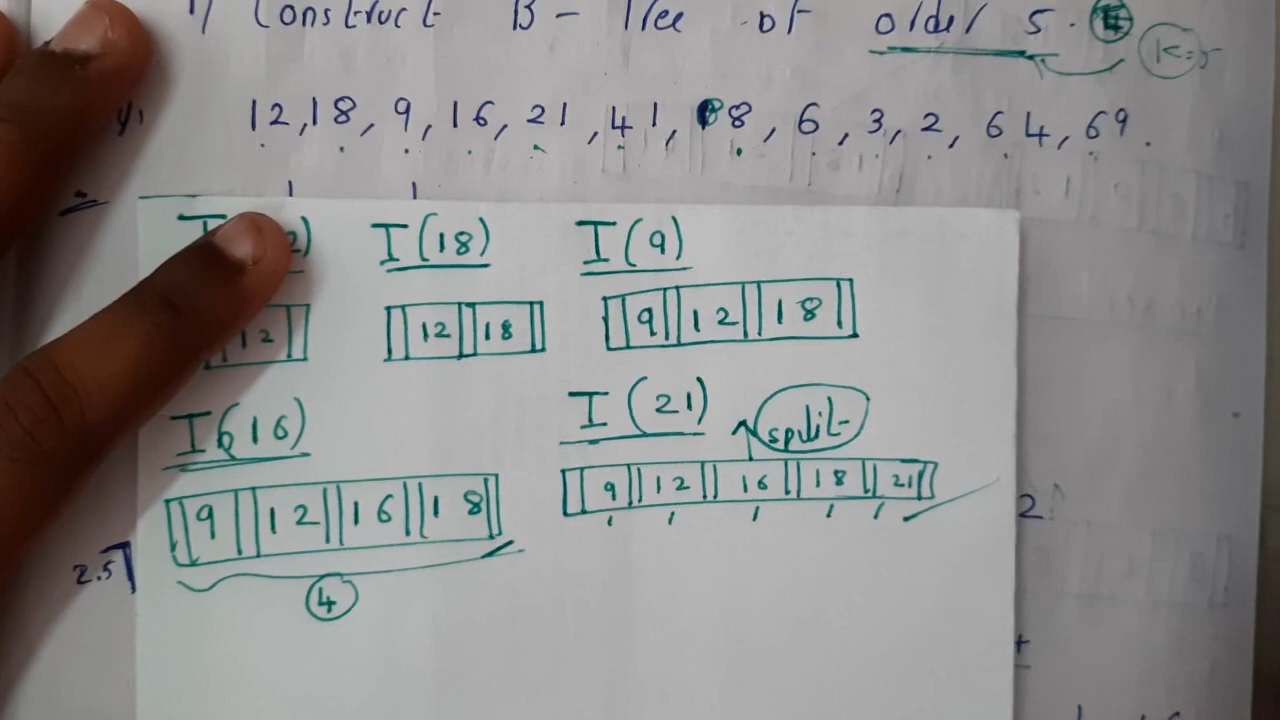 1) Construct B - Tree of order 5.
K=5
12, 18, 9, 16, 21, 41, 8, 6, 3, 2, 64, 69.
I(18) I(9)
12 12 18 9 12 18
I(16) I(21) split
9 12 16 18 9 12 16 18 21
2
2.5
4